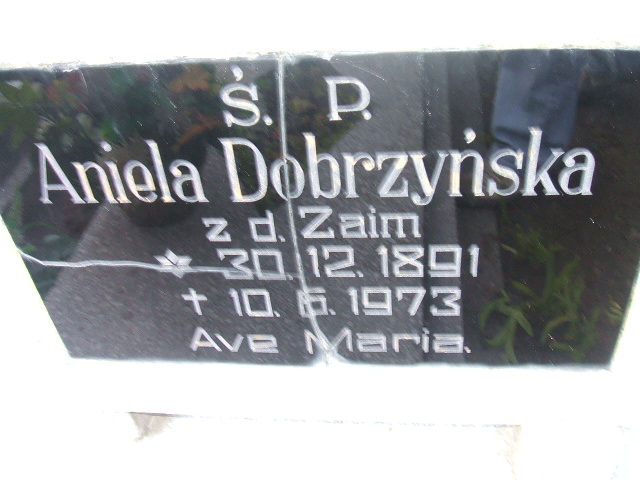 Ś. P.
Aniela Dobrzyńska
z d. Zaim
* 30. 12. 1891
† 10. 6. 1973
Ave Maria.